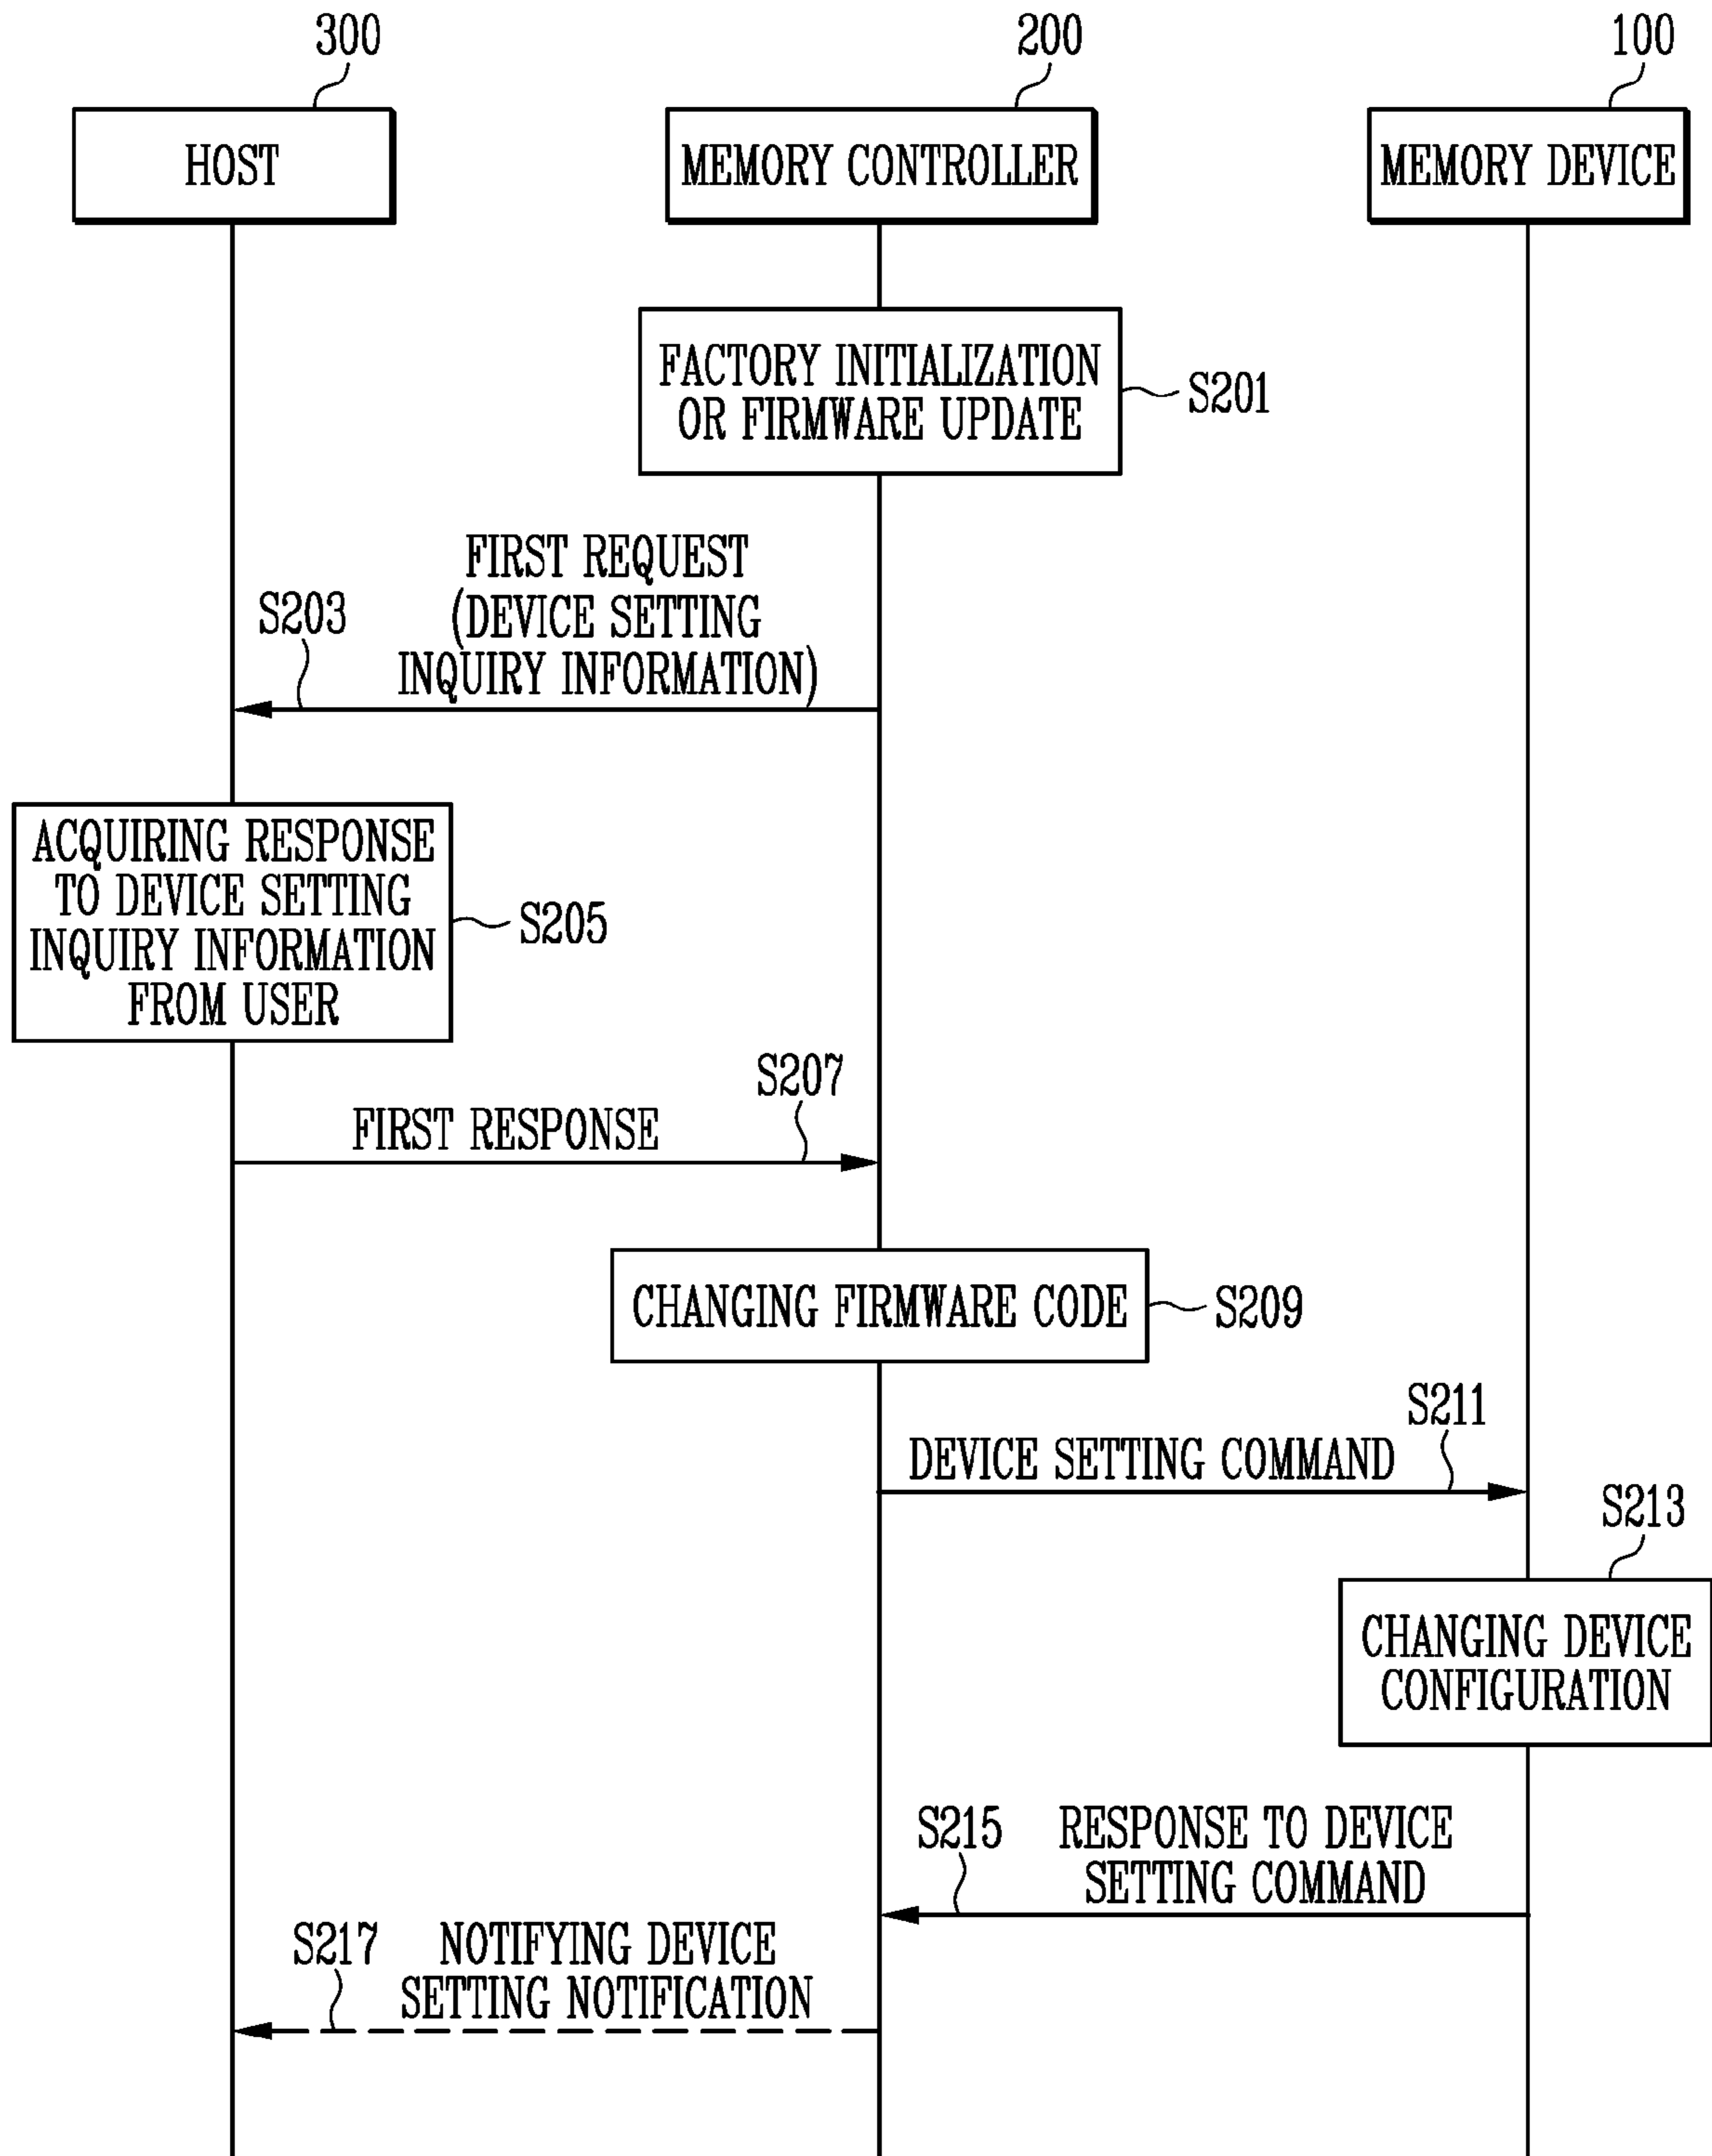 300
200
100
HOST
MEMORY CONTROLLER
MEMORY DEVICE
FACTORY INITIALIZATION
OR FIRMWARE UPDATE
S201
FIRST REQUEST
(DEVICE SETTING
INQUIRY INFORMATION)
S203
ACQUIRING RESPONSE
TO DEVICE SETTING
INQUIRY INFORMATION
FROM USER
S205
S207
FIRST RESPONSE
CHANGING FIRMWARE CODE
S209
S211
DEVICE SETTING COMMAND
S213
CHANGING DEVICE
CONFIGURATION
S215
RESPONSE TO DEVICE
SETTING COMMAND
S217
NOTIFYING DEVICE
SETTING NOTIFICATION